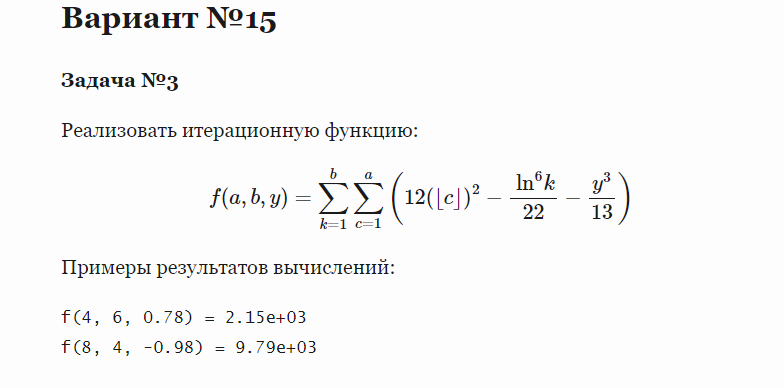 Вариант №15
Задача №3
Реализовать итерационную функцию:
f(a, b, y) = ∑_{k=1}^{b} ∑_{c=1}^{a} (12(⌊c⌋)² − ln⁶k/22 − y³/13)
Примеры результатов вычислений:
f(4, 6, 0.78) = 2.15e+03
f(8, 4, -0.98) = 9.79e+03